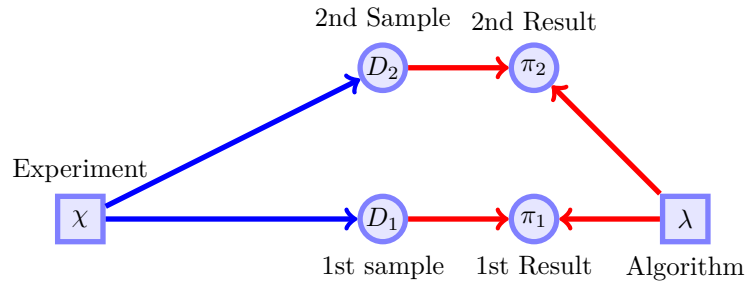 2nd Sample
2nd Result
D₂
π₂
Experiment
χ
D₁
π₁
λ
1st sample
1st Result
Algorithm